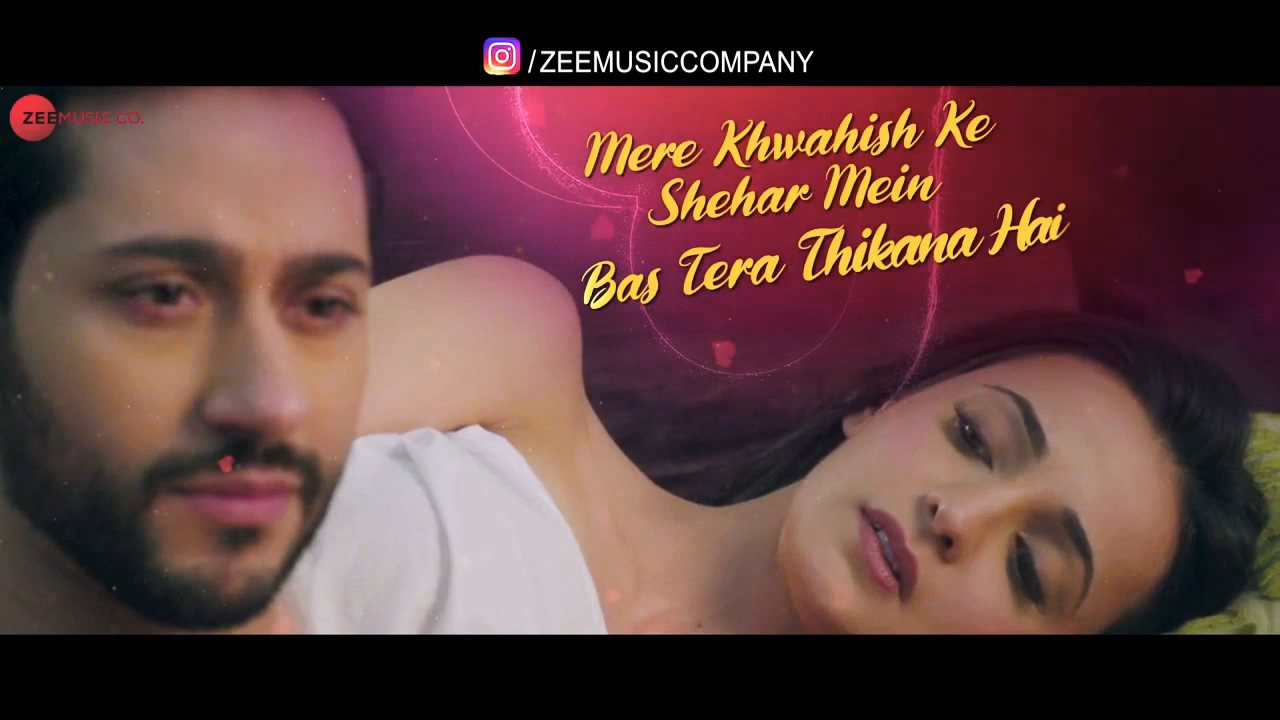 /ZEEMUSICCOMPANY
ZEEMUSIC CO.
Mere Khwahish Ke
Shehar Mein
Bas Tera Thikana Hai